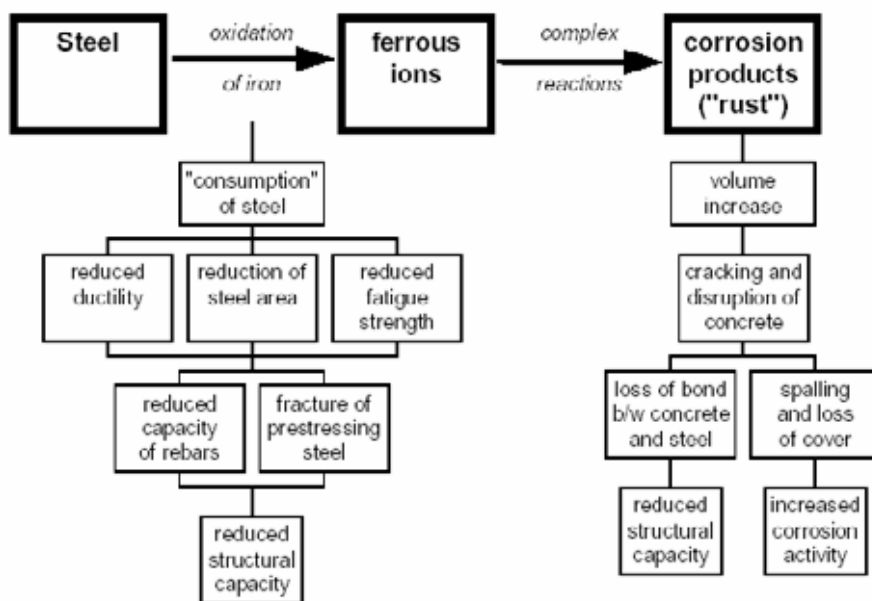 Steel
oxidation
of iron
ferrous
ions
complex
reactions
corrosion
products
("rust")
"consumption"
of steel
volume
increase
reduced
ductility
reduction of
steel area
reduced
fatigue
strength
cracking and
disruption of
concrete
reduced
capacity
of rebars
fracture of
prestressing
steel
loss of bond
b/w concrete
and steel
spalling
and loss
of cover
reduced
structural
capacity
reduced
structural
capacity
increased
corrosion
activity